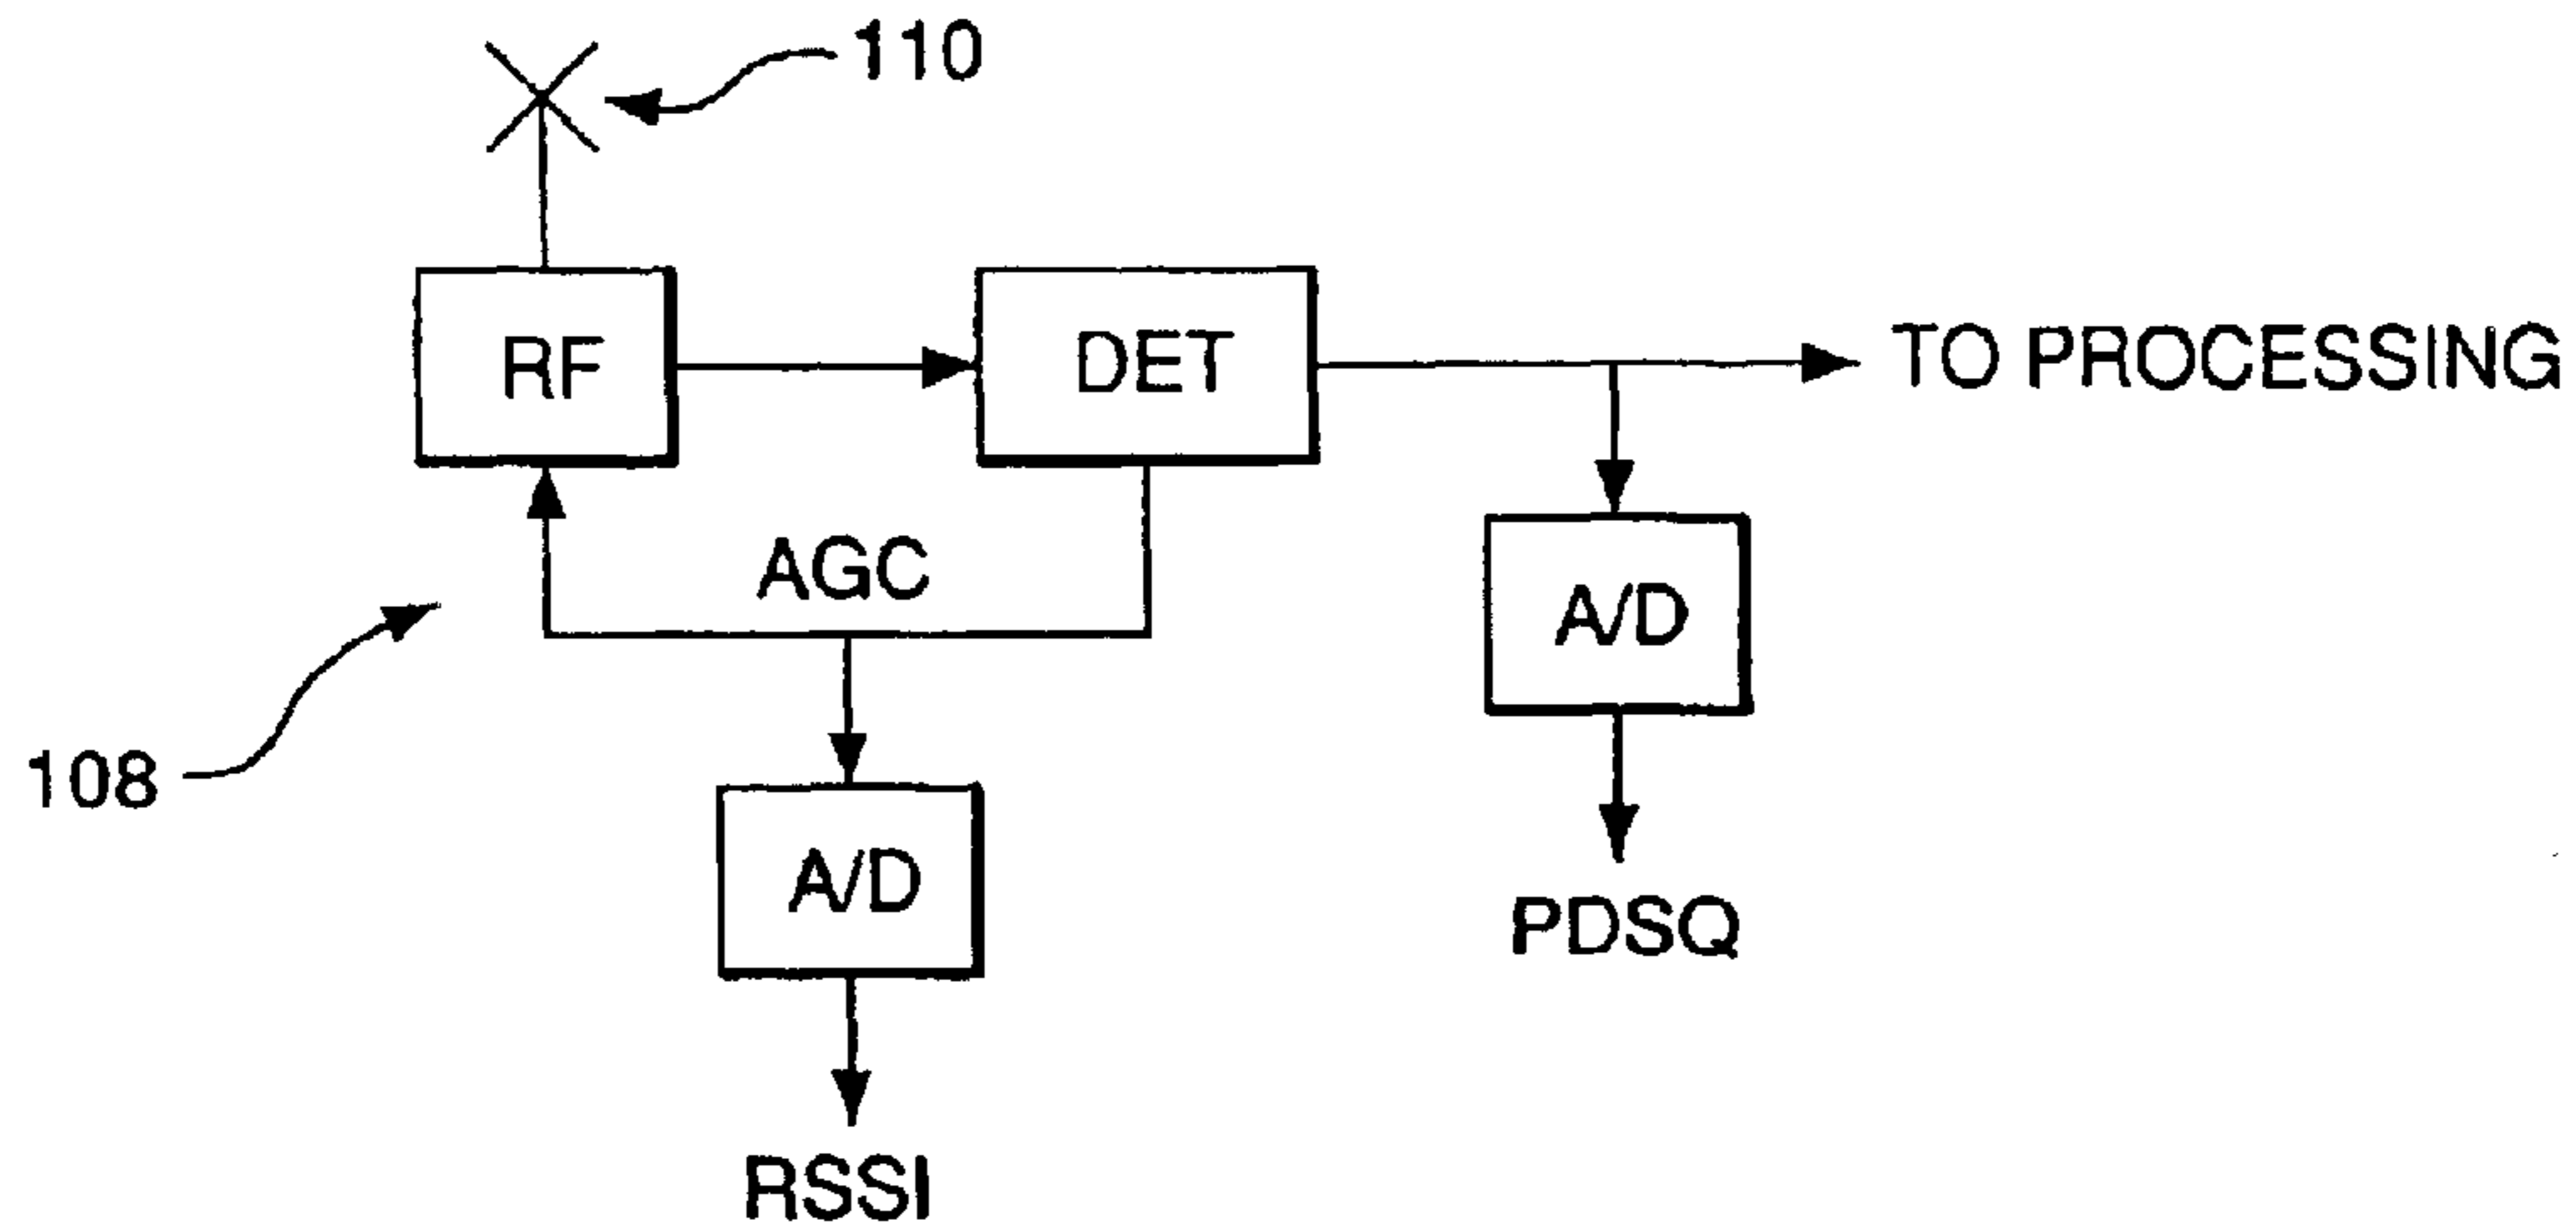 110
RF
DET
TO PROCESSING
AGC
A/D
108
A/D
PDSQ
RSSI